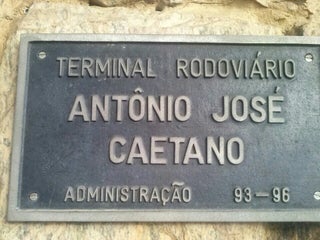 TERMINAL RODOVIÁRIO
ANTÔNIO JOSÉ
CAETANO
ADMINISTRAÇÃO 93-96